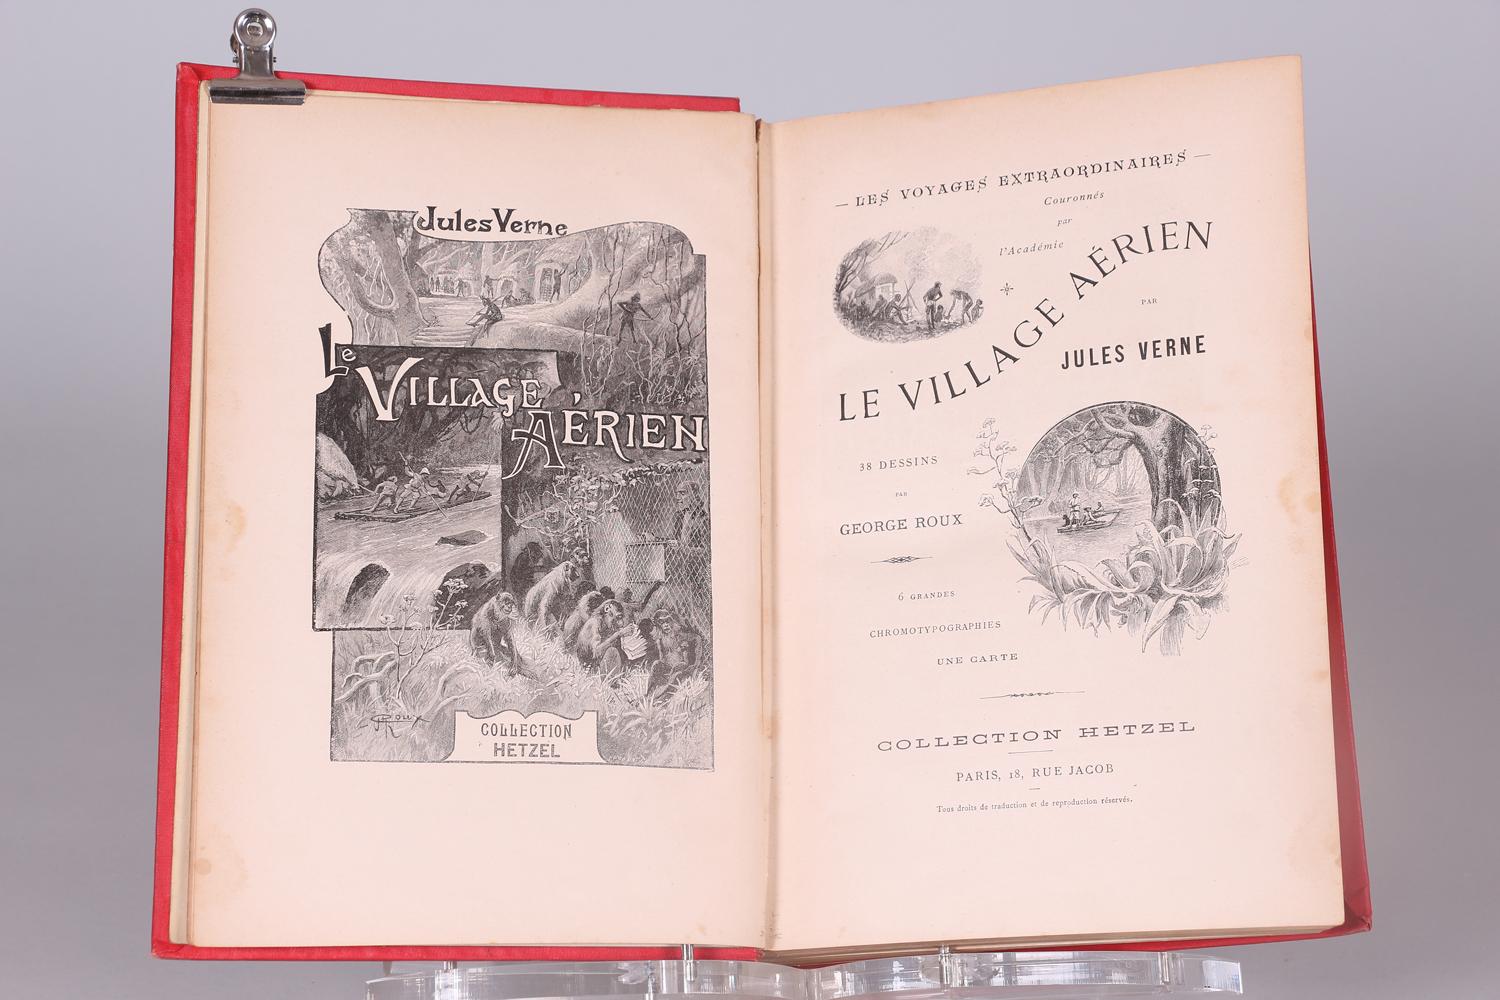 Jules Verne
Le
VILLAGE
AÉRIEN
G Roux
COLLECTION
HETZEL
— LES VOYAGES EXTRAORDINAIRES —
Couronnés
par
l'Académie
LE VILLAGE AÉRIEN
PAR
JULES VERNE
38 DESSINS
PAR
GEORGE ROUX
6 GRANDES
CHROMOTYPOGRAPHIES
UNE CARTE
COLLECTION HETZEL
PARIS, 18, RUE JACOB
Tous droits de traduction et de reproduction réservés.